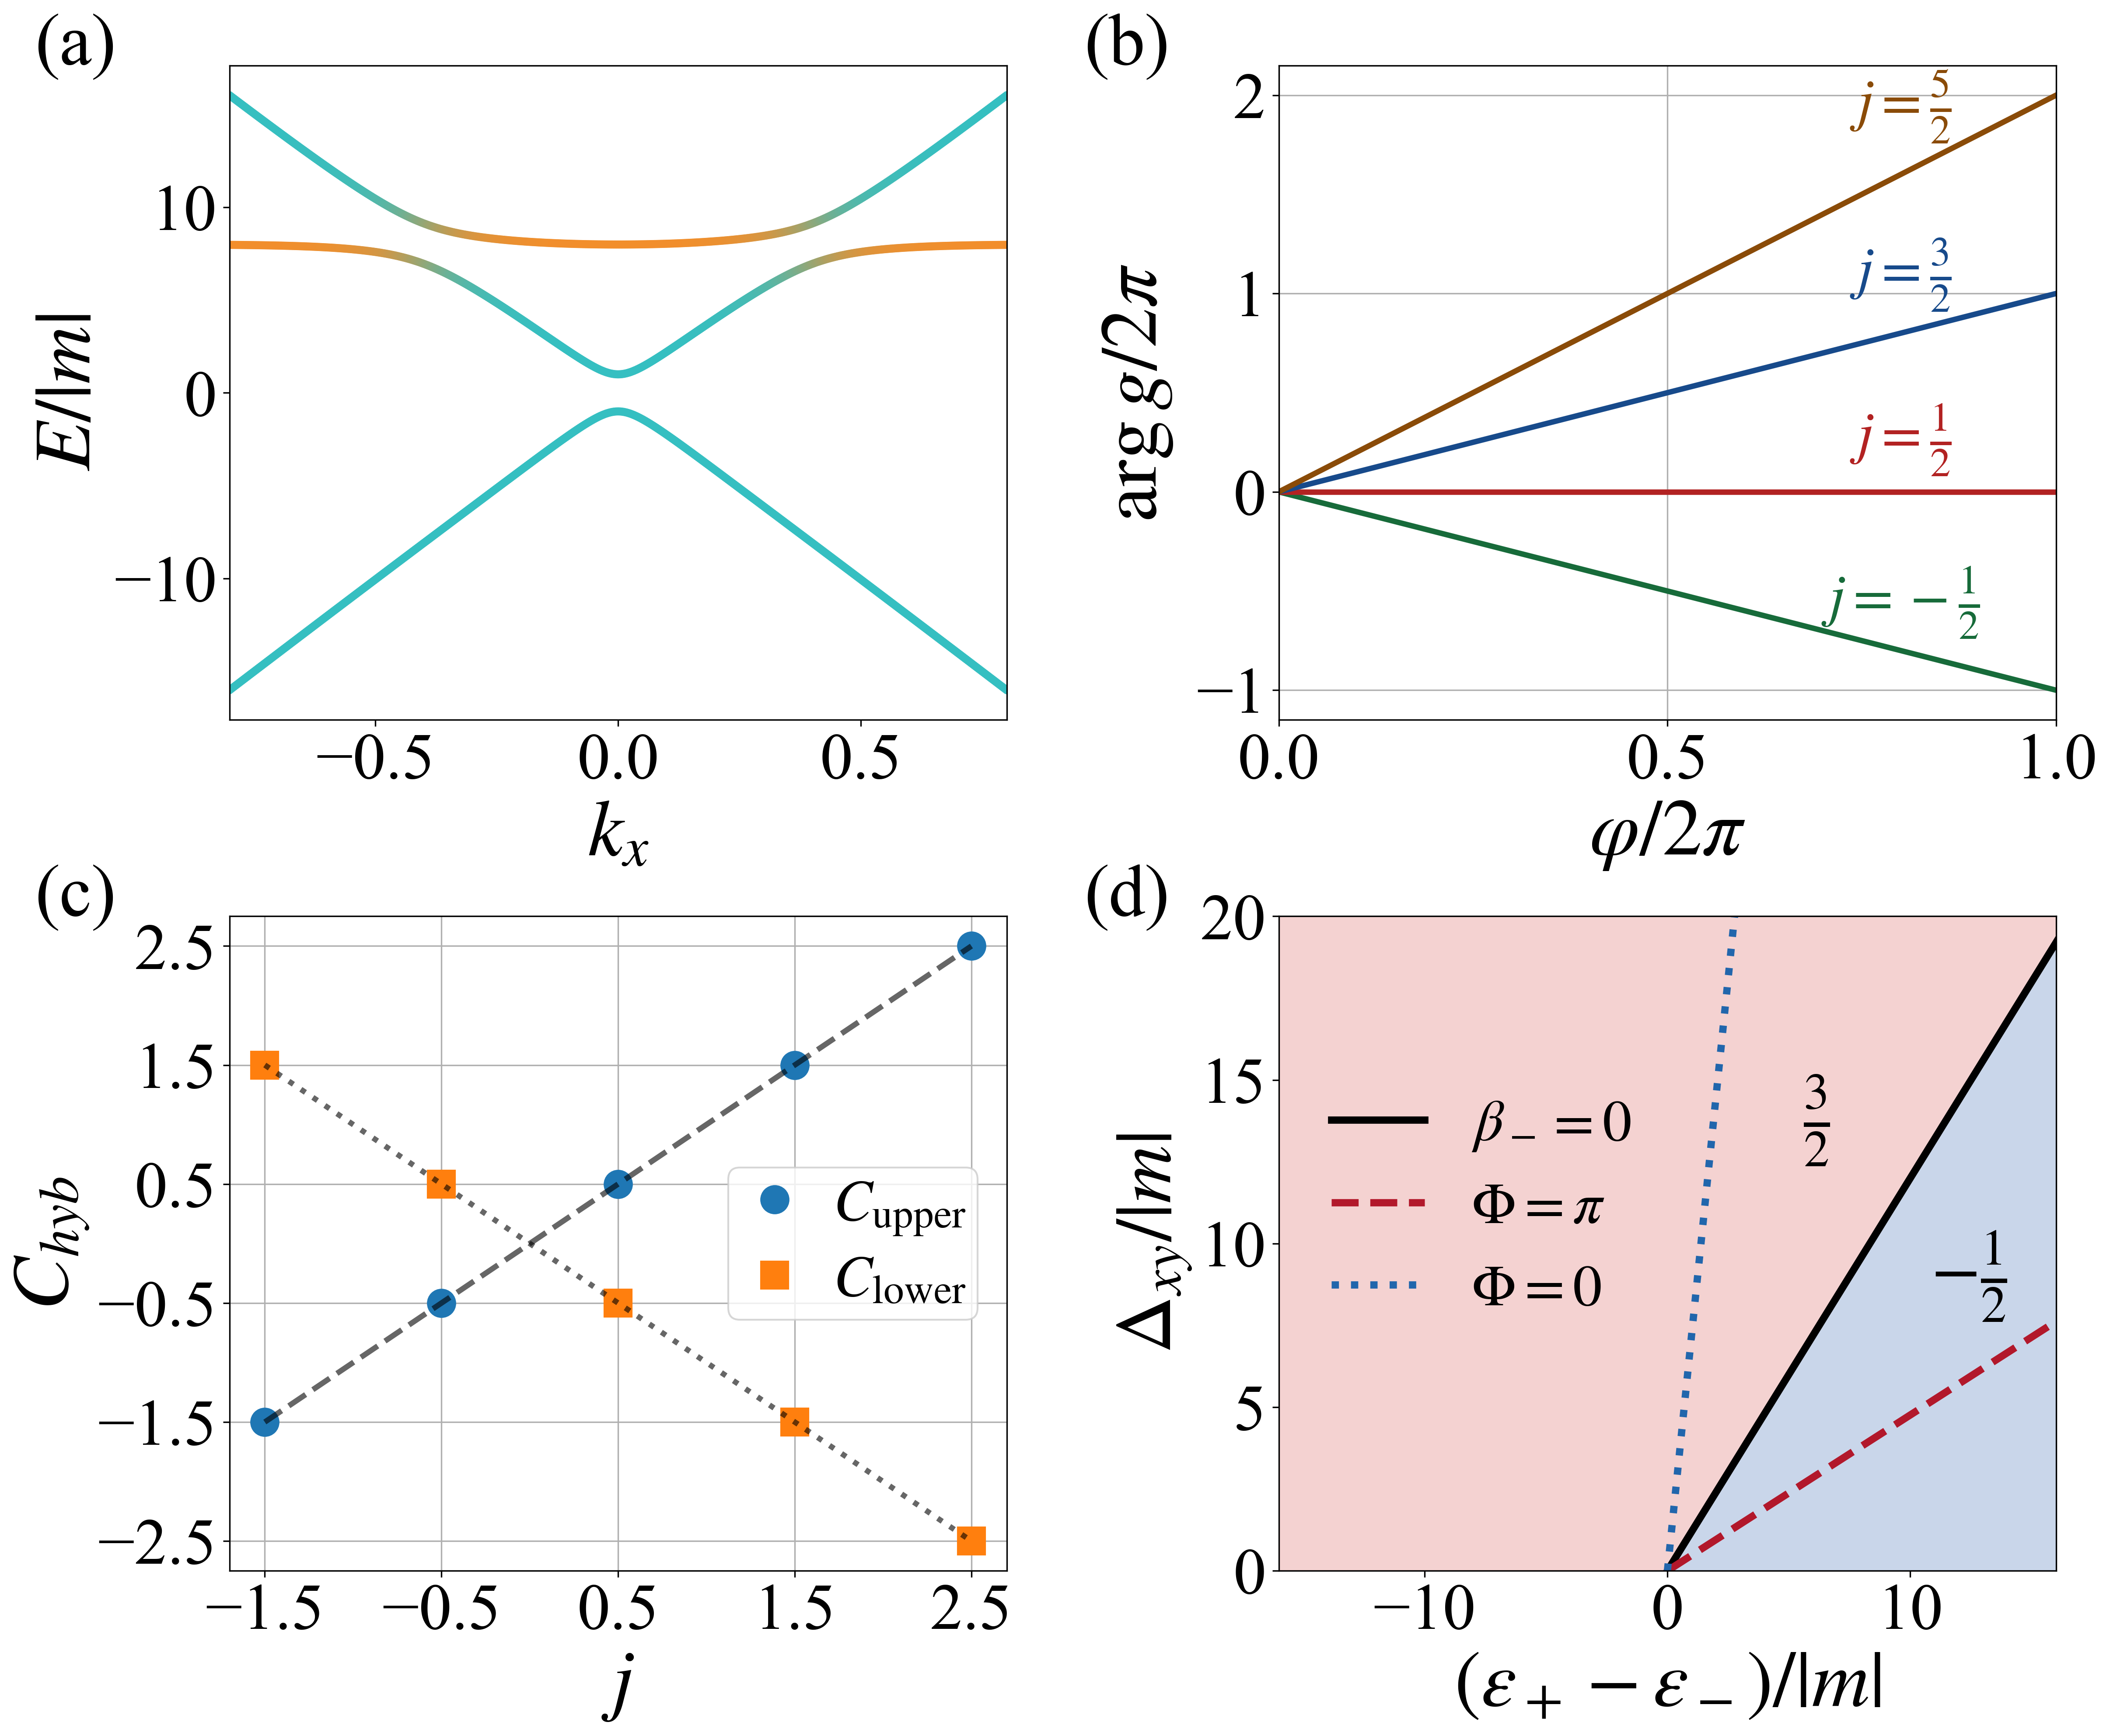 (a)
E/|m|
10
0
−10
−0.5 0.0 0.5
k_x
(b)
arg g/2π
2
1
0
−1
j = 5/2
j = 3/2
j = 1/2
j = −1/2
0.0 0.5 1.0
φ/2π
(c)
C_hyb
2.5
1.5
0.5
−0.5
−1.5
−2.5
C_upper
C_lower
−1.5 −0.5 0.5 1.5 2.5
j
(d)
Δ_xy/|m|
20
15
10
5
0
β_− = 0
Φ = π
Φ = 0
3/2
−1/2
−10 0 10
(ε_+ − ε_−)/|m|